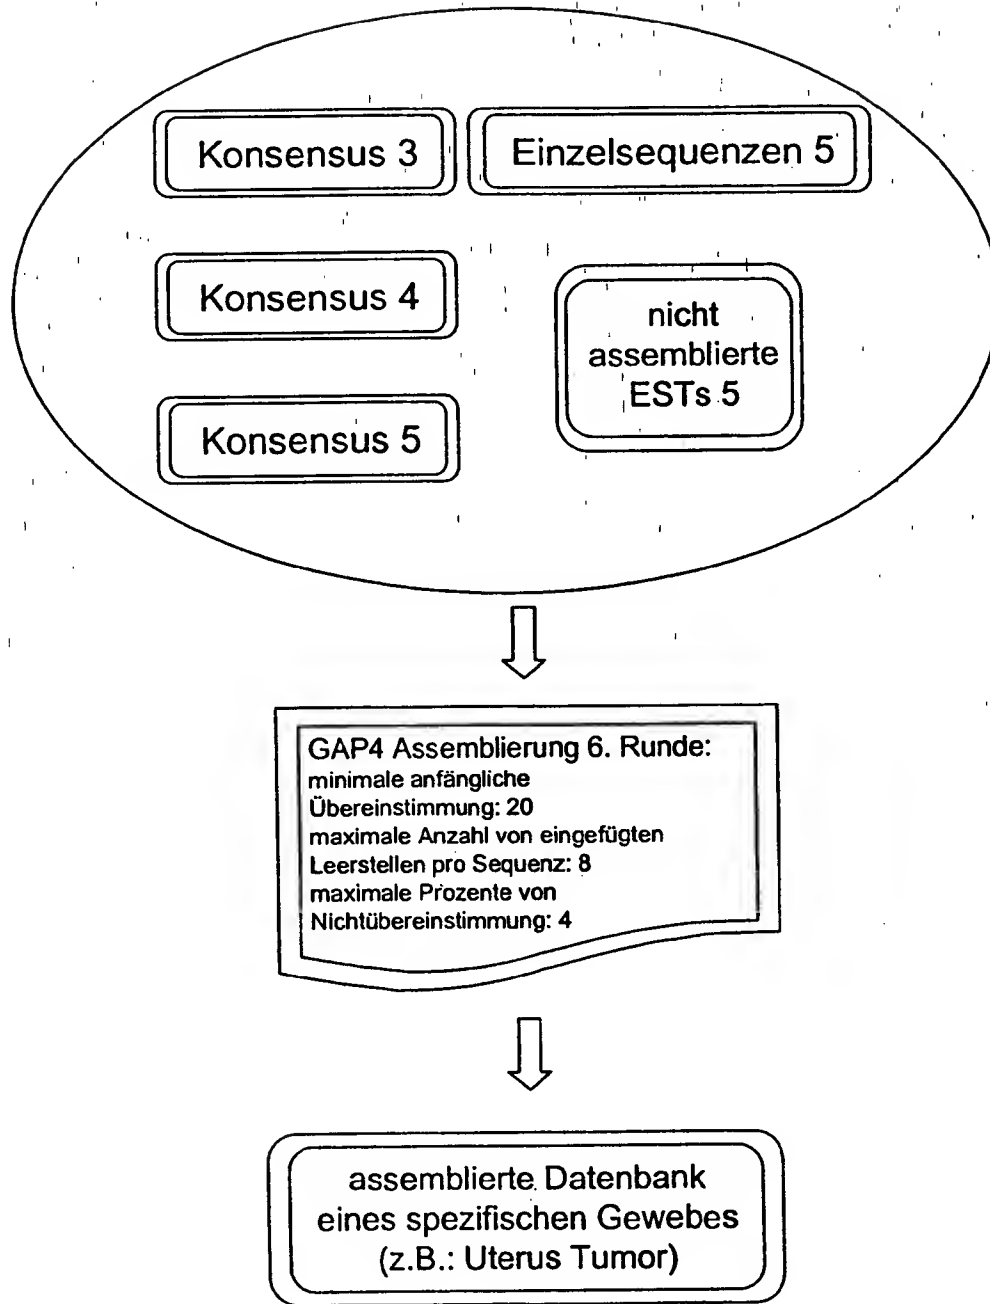 Konsensus 3
Einzelsequenzen 5
Konsensus 4
nicht
assemblierte
ESTs 5
Konsensus 5
GAP4 Assemblierung 6. Runde:
minimale anfängliche
Übereinstimmung: 20
maximale Anzahl von eingefügten
Leerstellen pro Sequenz: 8
maximale Prozente von
Nichtübereinstimmung: 4
assemblierte Datenbank
eines spezifischen Gewebes
(z.B.: Uterus Tumor)